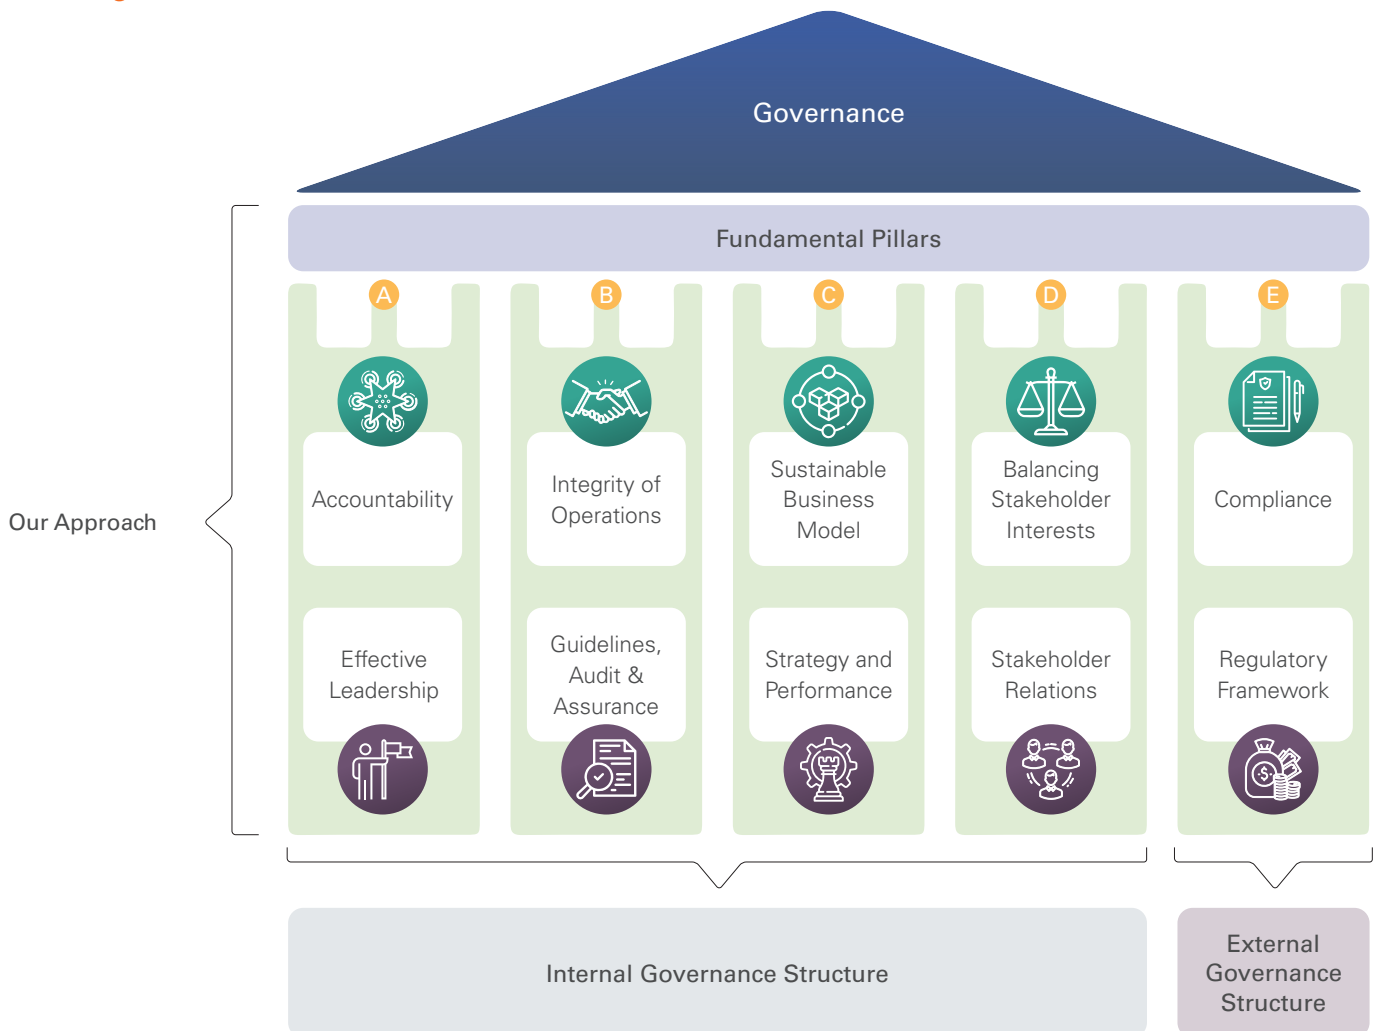 Governance
Fundamental Pillars
A
B
C
D
E
Accountability
Integrity of
Operations
Sustainable
Business
Model
Balancing
Stakeholder
Interests
Compliance
Our Approach
Effective
Leadership
Guidelines,
Audit &
Assurance
Strategy and
Performance
Stakeholder
Relations
Regulatory
Framework
Internal Governance Structure
External
Governance
Structure